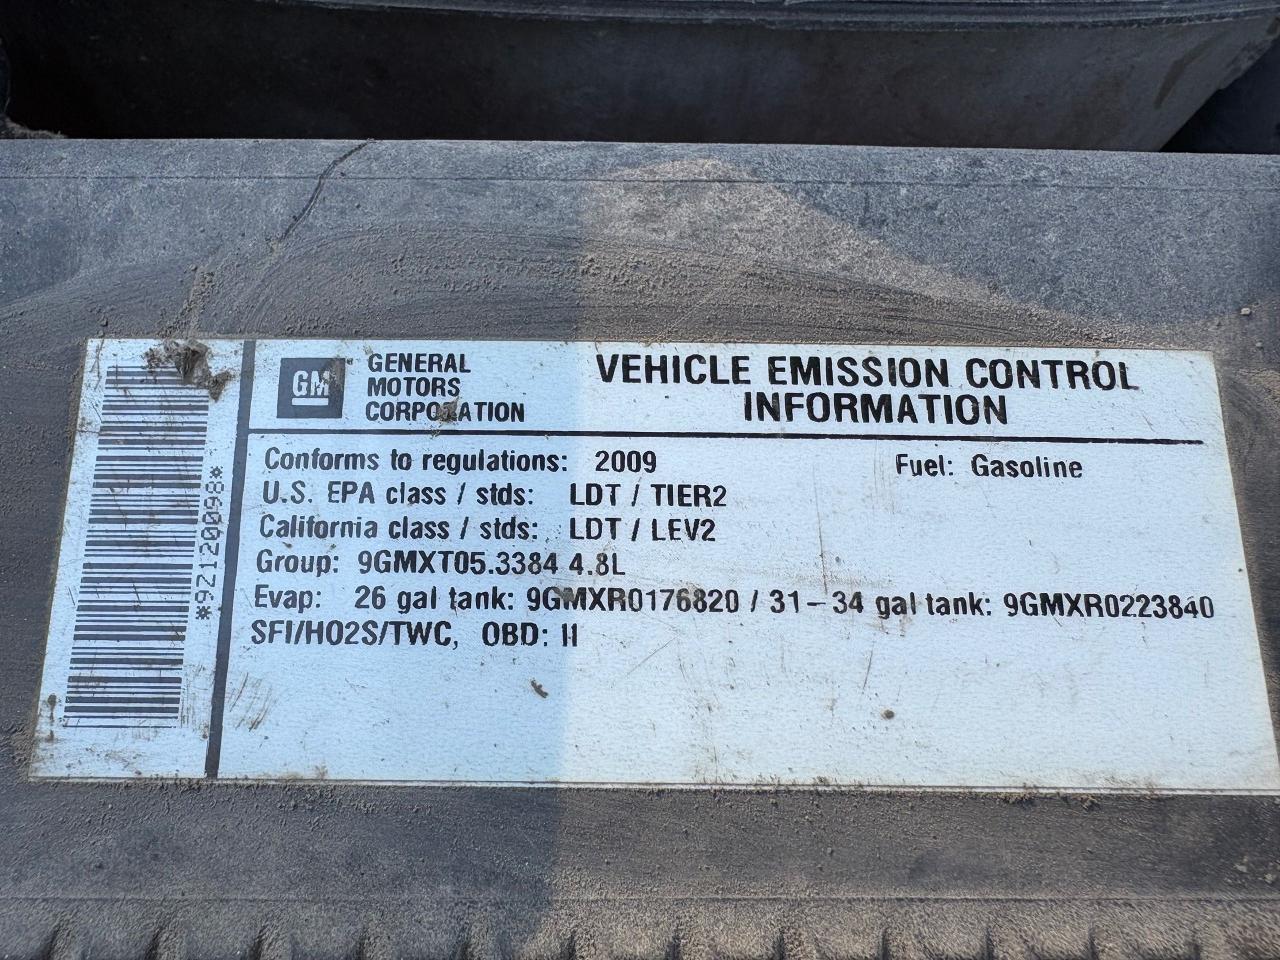 GM
GENERAL
MOTORS
CORPORATION
VEHICLE EMISSION CONTROL
INFORMATION
Conforms to regulations: 2009 Fuel: Gasoline
U.S. EPA class / stds: LDT / TIER2
California class / stds: LDT / LEV2
Group: 9GMXT05.3384 4.8L
Evap: 26 gal tank: 9GMXR0176820 / 31-34 gal tank: 9GMXR0223840
SFI/HO2S/TWC, OBD: II
*9Z120098*